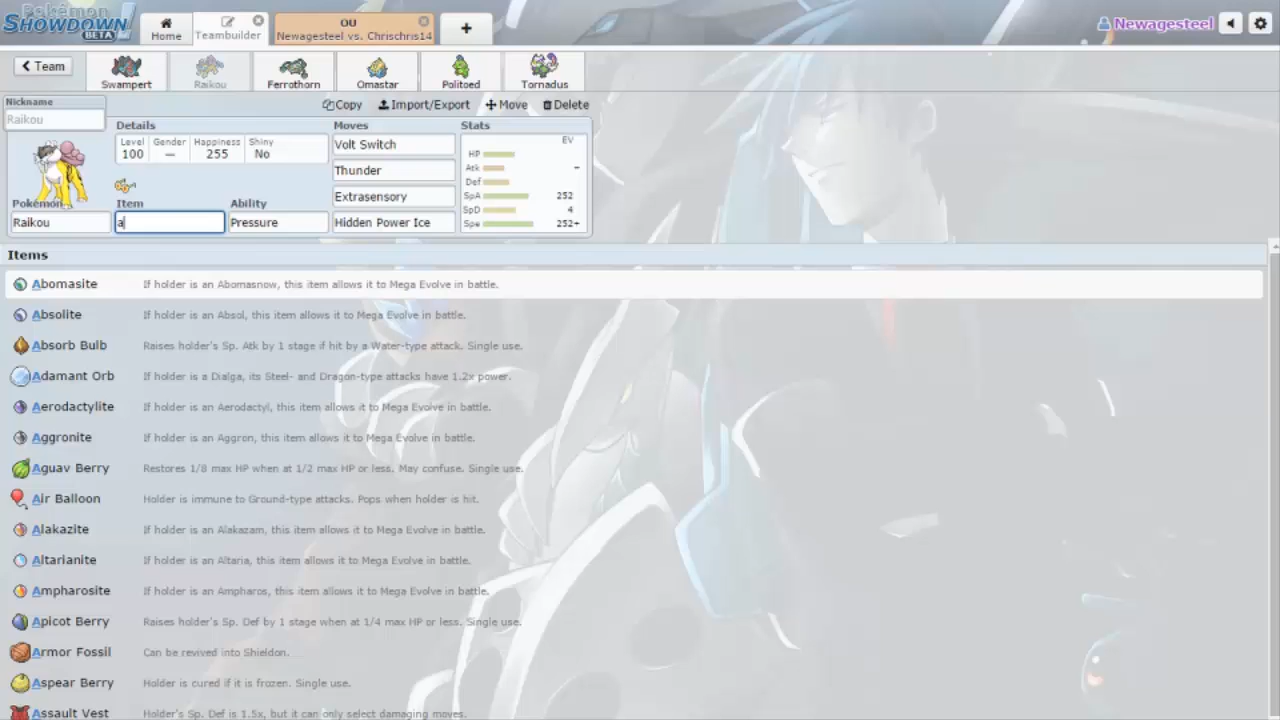 Pokémon
SHOWDOWN!
BETA
Home
Teambuilder
OU
Newagesteel vs. Chrischris14
+
Newagesteel
Team
Swampert
Raikou
Ferrothorn
Omastar
Politoed
Tornadus
Nickname
Raikou
Copy
Import/Export
Move
Delete
Details
Level
100
Gender
—
Happiness
255
Shiny
No
Pokémon
Raikou
Item
a
Ability
Pressure
Moves
Volt Switch
Thunder
Extrasensory
Hidden Power Ice
Stats
EV
HP
Atk -
Def
SpA 252
SpD 4
Spe 252+
Items
Abomasite If holder is an Abomasnow, this item allows it to Mega Evolve in battle.
Absolite If holder is an Absol, this item allows it to Mega Evolve in battle.
Absorb Bulb Raises holder's Sp. Atk by 1 stage if hit by a Water-type attack. Single use.
Adamant Orb If holder is a Dialga, its Steel- and Dragon-type attacks have 1.2x power.
Aerodactylite If holder is an Aerodactyl, this item allows it to Mega Evolve in battle.
Aggronite If holder is an Aggron, this item allows it to Mega Evolve in battle.
Aguav Berry Restores 1/8 max HP when at 1/2 max HP or less. May confuse. Single use.
Air Balloon Holder is immune to Ground-type attacks. Pops when holder is hit.
Alakazite If holder is an Alakazam, this item allows it to Mega Evolve in battle.
Altarianite If holder is an Altaria, this item allows it to Mega Evolve in battle.
Ampharosite If holder is an Ampharos, this item allows it to Mega Evolve in battle.
Apicot Berry Raises holder's Sp. Def by 1 stage when at 1/4 max HP or less. Single use.
Armor Fossil Can be revived into Shieldon.
Aspear Berry Holder is cured if it is frozen. Single use.
Assault Vest Holder's Sp. Def is 1.5x, but it can only select damaging moves.